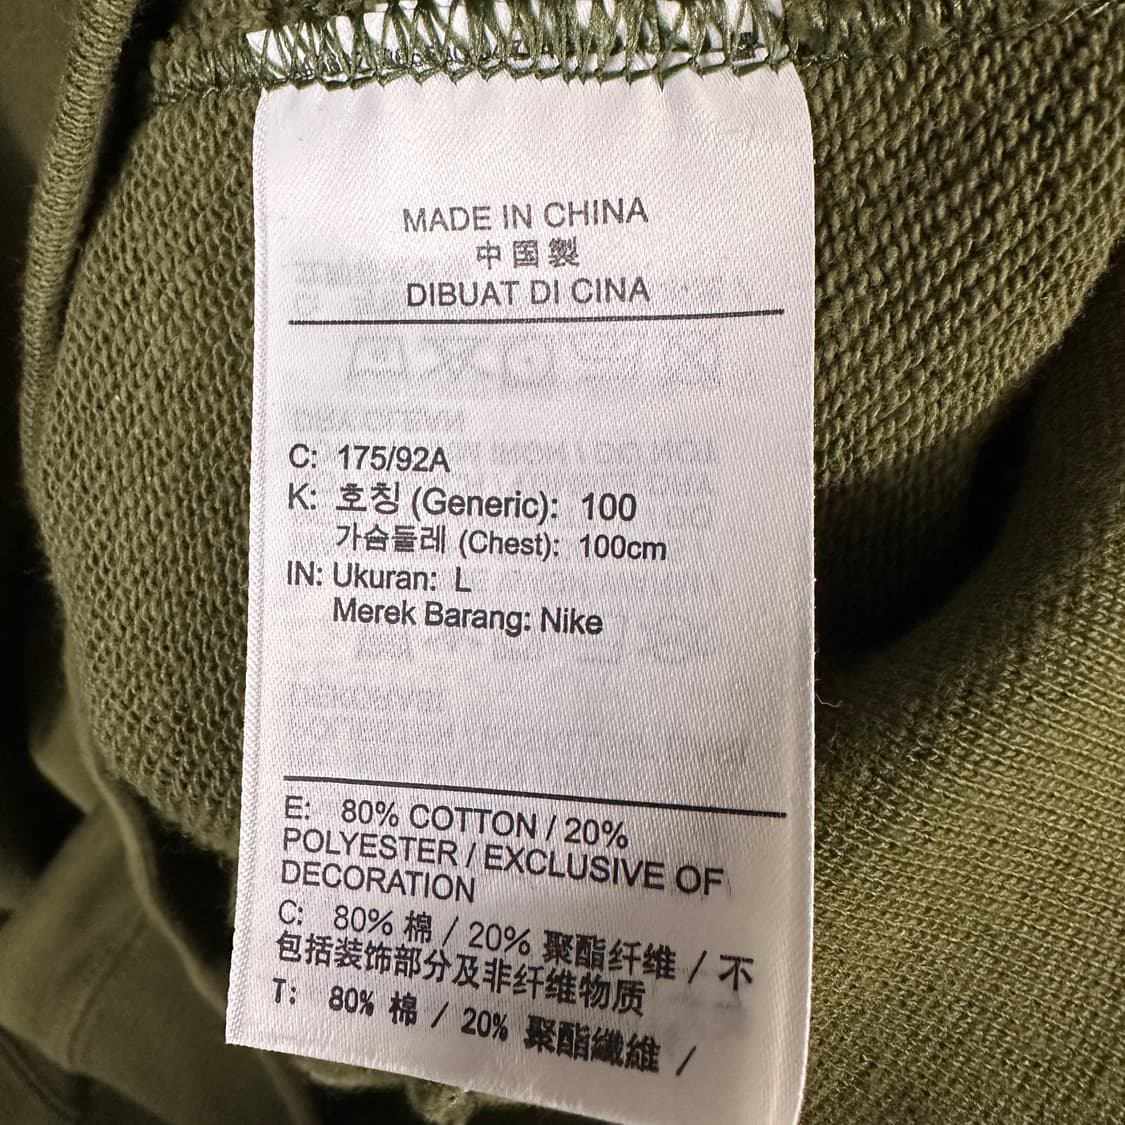 MADE IN CHINA
中国製
DIBUAT DI CINA
C: 175/92A
K: 호칭 (Generic): 100
가슴둘레 (Chest): 100cm
IN: Ukuran: L
Merek Barang: Nike
E: 80% COTTON / 20%
POLYESTER / EXCLUSIVE OF
DECORATION
C: 80% 棉 / 20% 聚酯纤维 / 不
包括装饰部分及非纤维物质
T: 80% 棉 / 20% 聚酯纖維 /